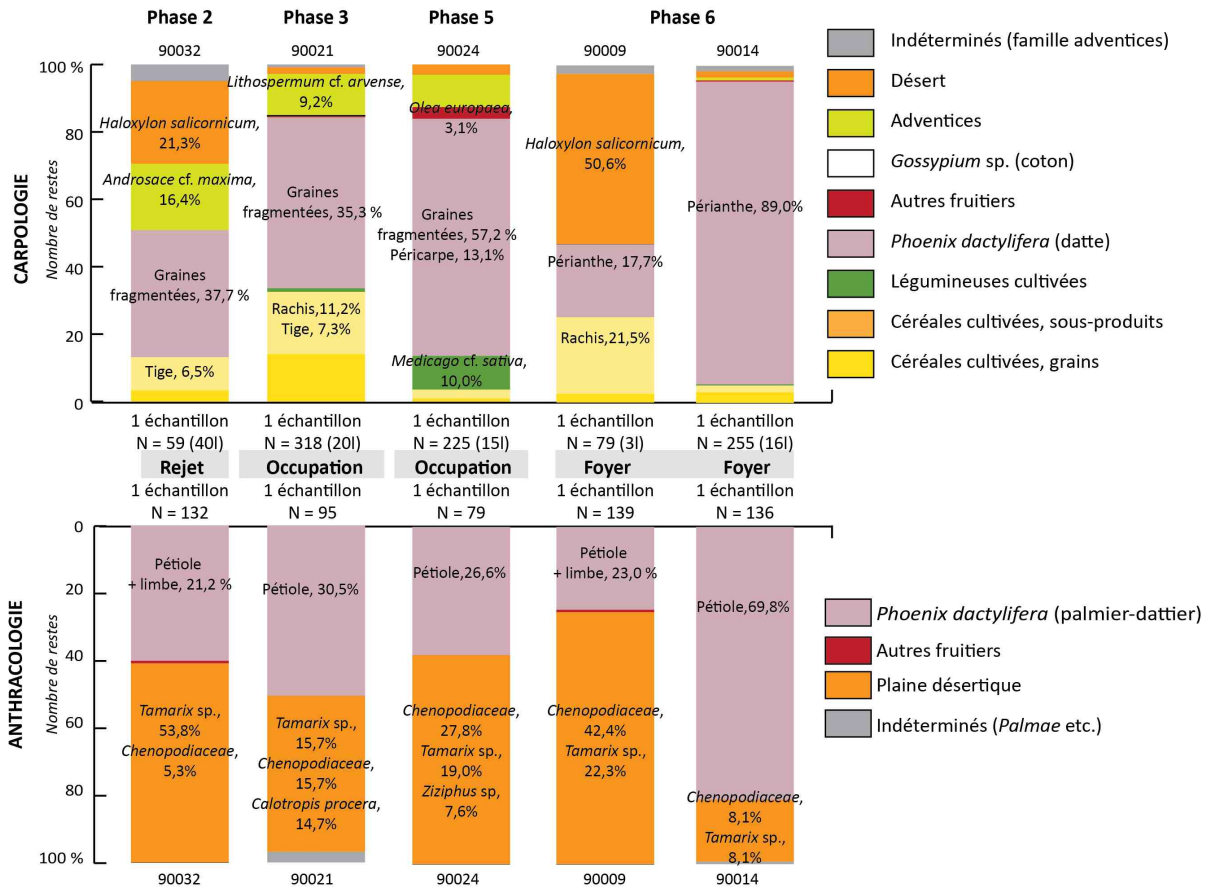 Phase 2
Phase 3
Phase 5
Phase 6
90032
90021
90024
90009
90014
CARPOLOGIE
Nombre de restes
100 %
80
60
40
20
0
Haloxylon salicornicum,
21,3%
Androsace cf. maxima,
16,4%
Graines
fragmentées, 37,7 %
Tige, 6,5%
Lithospermum cf. arvense,
9,2%
Graines
fragmentées, 35,3 %
Rachis,11,2%
Tige, 7,3%
Olea europaea,
3,1%
Graines
fragmentées, 57,2 %
Péricarpe, 13,1%
Medicago cf. sativa,
10,0%
Haloxylon salicornicum,
50,6%
Périanthe, 17,7%
Rachis,21,5%
Périanthe, 89,0%
Indéterminés (famille adventices)
Désert
Adventices
Gossypium sp. (coton)
Autres fruitiers
Phoenix dactylifera (datte)
Légumineuses cultivées
Céréales cultivées, sous-produits
Céréales cultivées, grains
1 échantillon
N = 59 (40l)
1 échantillon
N = 318 (20l)
1 échantillon
N = 225 (15l)
1 échantillon
N = 79 (3l)
1 échantillon
N = 255 (16l)
Rejet
Occupation
Occupation
Foyer
Foyer
1 échantillon
N = 132
1 échantillon
N = 95
1 échantillon
N = 79
1 échantillon
N = 139
1 échantillon
N = 136
ANTHRACOLOGIE
Nombre de restes
0
20
40
60
80
100 %
Pétiole
+ limbe, 21,2 %
Tamarix sp.,
53,8%
Chenopodiaceae,
5,3%
Pétiole, 30,5%
Tamarix sp.,
15,7%
Chenopodiaceae,
15,7%
Calotropis procera,
14,7%
Pétiole,26,6%
Chenopodiaceae,
27,8%
Tamarix sp.,
19,0%
Ziziphus sp,
7,6%
Pétiole
+ limbe, 23,0 %
Chenopodiaceae,
42,4%
Tamarix sp.,
22,3%
Pétiole,69,8%
Chenopodiaceae,
8,1%
Tamarix sp.,
8,1%
Phoenix dactylifera (palmier-dattier)
Autres fruitiers
Plaine désertique
Indéterminés (Palmae etc.)
90032
90021
90024
90009
90014